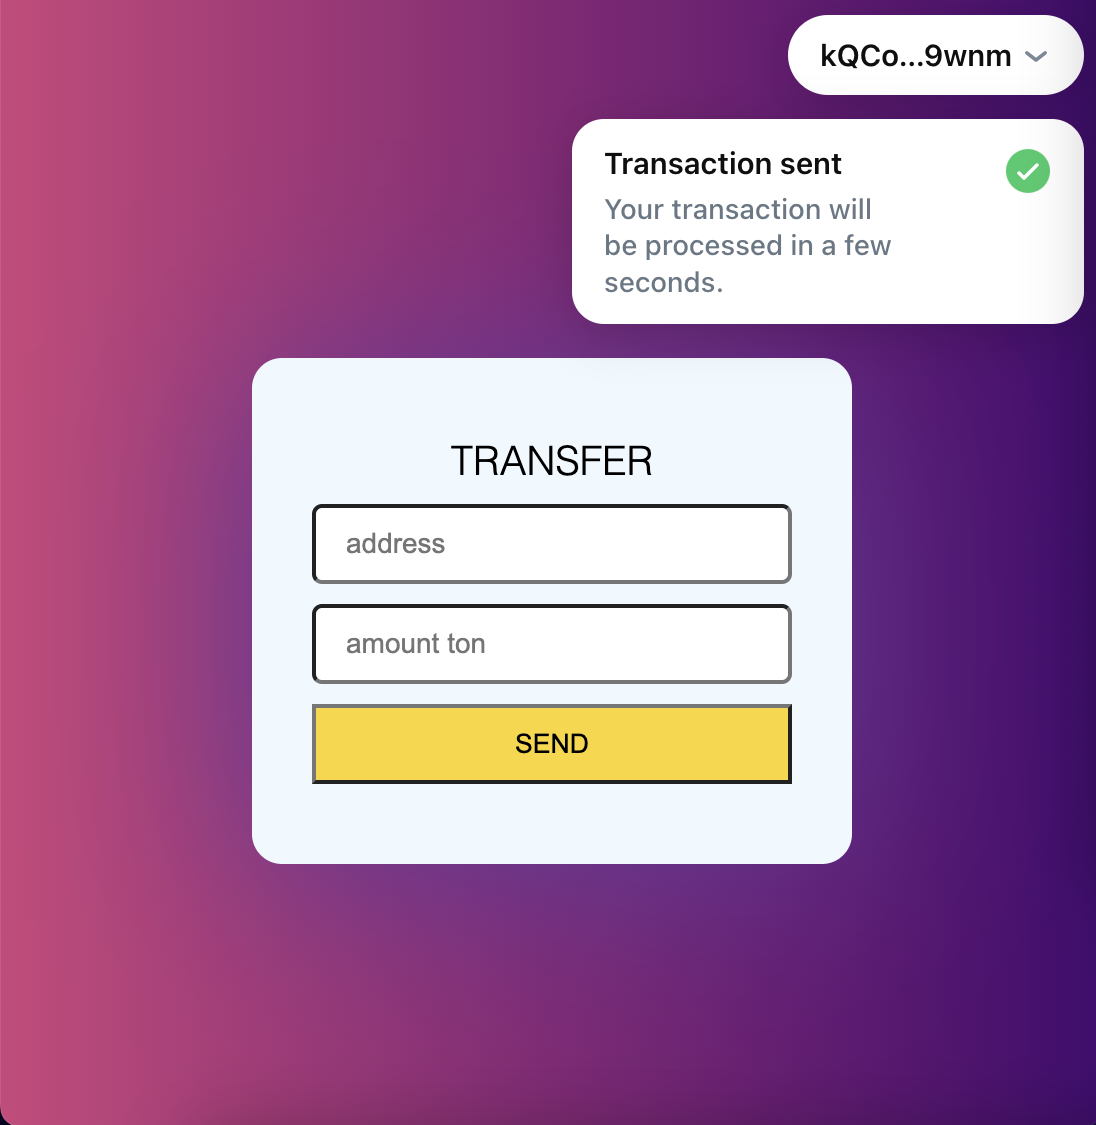 kQCo...9wnm
Transaction sent
Your transaction will
be processed in a few
seconds.
TRANSFER
address
amount ton
SEND